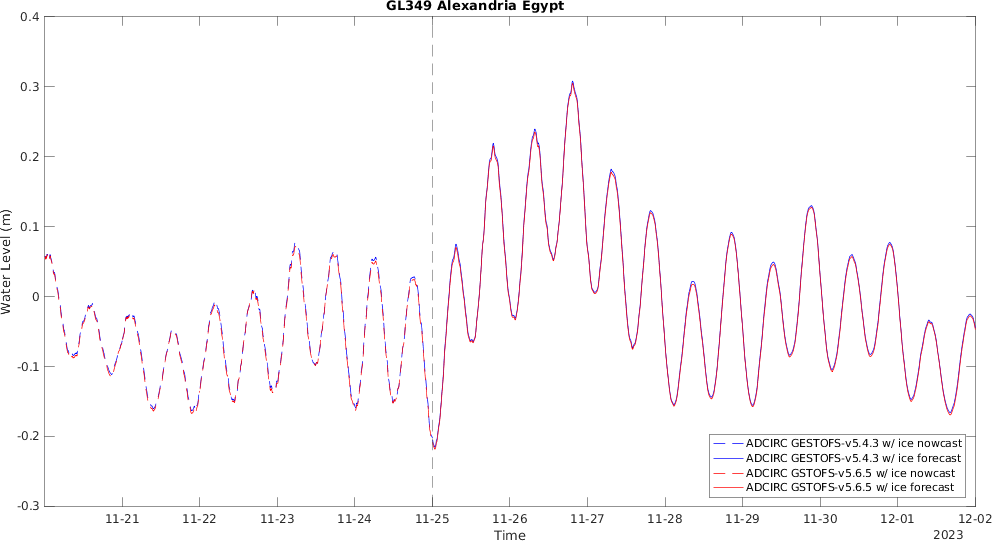 GL349 Alexandria Egypt
0.4
0.3
0.2
0.1
0
-0.1
-0.2
-0.3
Water Level (m)
ADCIRC GESTOFS-v5.4.3 w/ ice nowcast
ADCIRC GESTOFS-v5.4.3 w/ ice forecast
ADCIRC GSTOFS-v5.6.5 w/ ice nowcast
ADCIRC GSTOFS-v5.6.5 w/ ice forecast
11-21 11-22 11-23 11-24 11-25 11-26 11-27 11-28 11-29 11-30 12-01 12-02
Time
2023